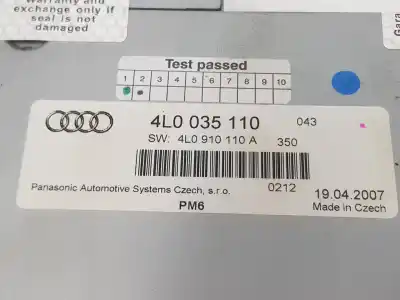 warranty and
exchange only if
seal is not
damaged
Gara
Test passed
1 2 3 4 5 6 7 8 9 10
4L0 035 110 043
SW: 4L0 910 110 A 350
Panasonic Automotive Systems Czech, s.r.o. 0212
19.04.2007
PM6 Made in Czech